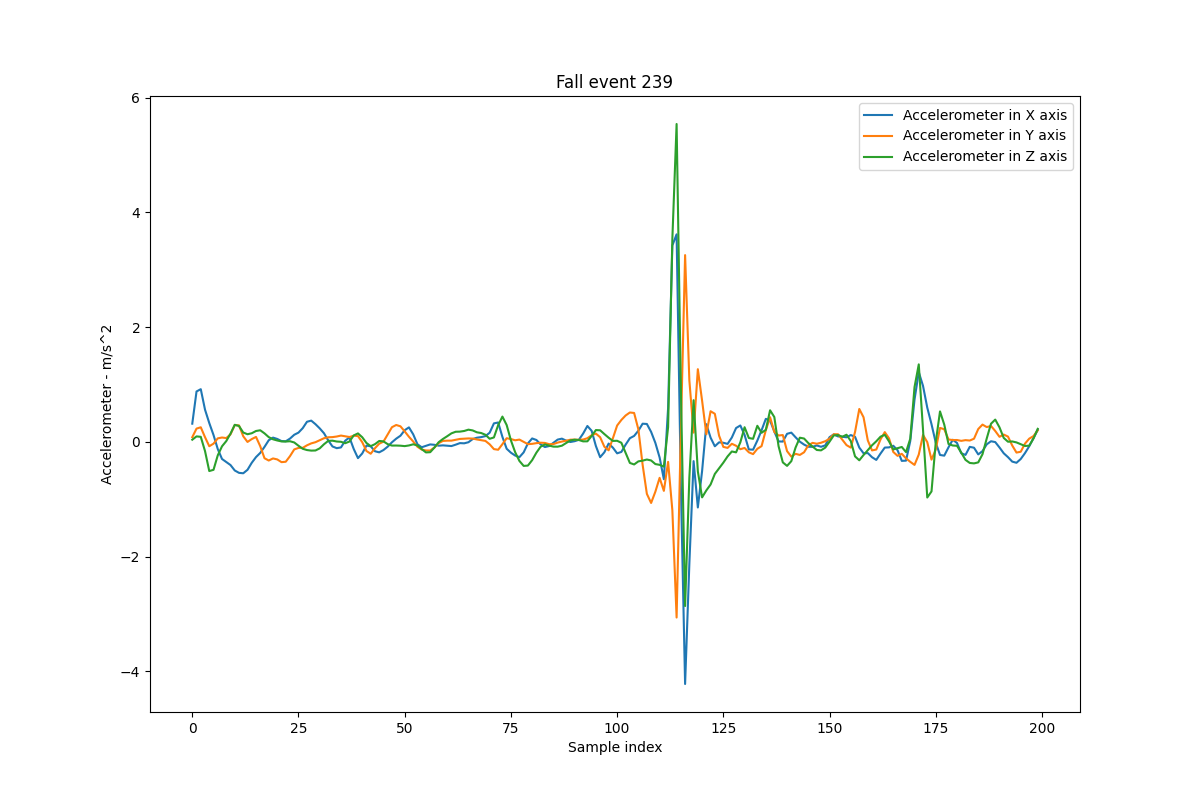 Fall event 239
Accelerometer in X axis
Accelerometer in Y axis
Accelerometer in Z axis
Accelerometer - m/s^2
6
4
2
0
−2
−4
0 25 50 75 100 125 150 175 200
Sample index